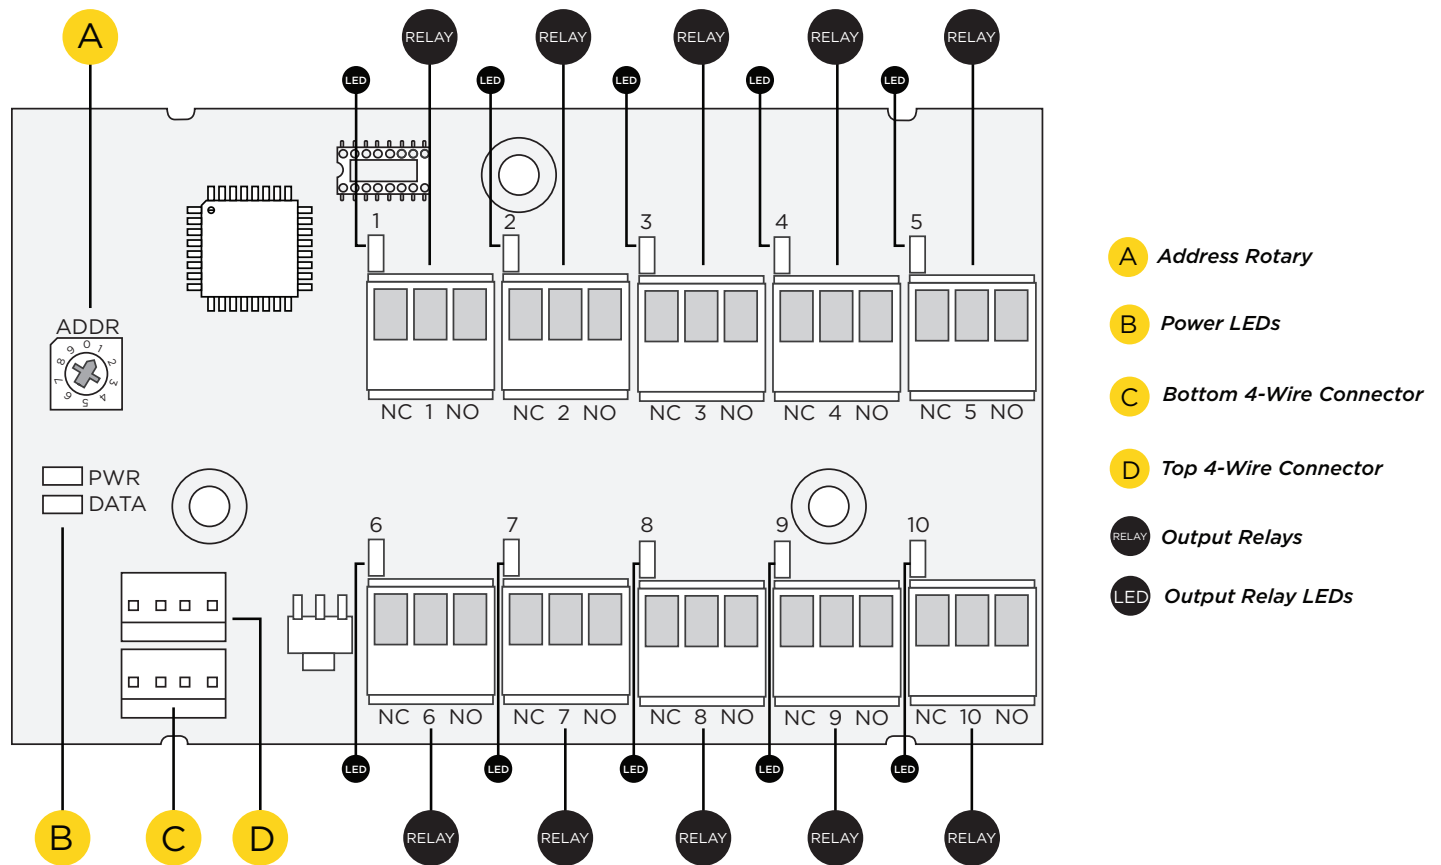 A
RELAY
RELAY
RELAY
RELAY
RELAY
LED
LED
LED
LED
LED
1
2
3
4
5
ADDR
0
1
2
3
4
5
6
7
8
9
NC 1 NO
NC 2 NO
NC 3 NO
NC 4 NO
NC 5 NO
PWR
DATA
6
7
8
9
10
NC 6 NO
NC 7 NO
NC 8 NO
NC 9 NO
NC 10 NO
LED
LED
LED
LED
LED
B
C
D
RELAY
RELAY
RELAY
RELAY
RELAY
A Address Rotary
B Power LEDs
C Bottom 4-Wire Connector
D Top 4-Wire Connector
RELAY Output Relays
LED Output Relay LEDs